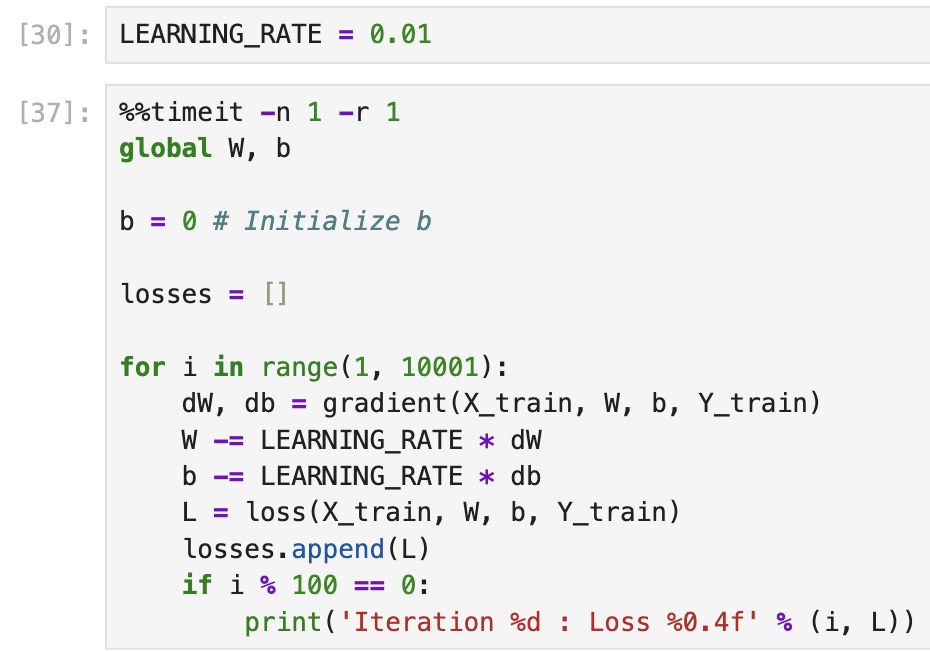 [30]: LEARNING_RATE = 0.01
[37]: %%timeit -n 1 -r 1
global W, b
b = 0 # Initialize b
losses = []
for i in range(1, 10001):
    dW, db = gradient(X_train, W, b, Y_train)
    W -= LEARNING_RATE * dW
    b -= LEARNING_RATE * db
    L = loss(X_train, W, b, Y_train)
    losses.append(L)
    if i % 100 == 0:
        print('Iteration %d : Loss %0.4f' % (i, L))